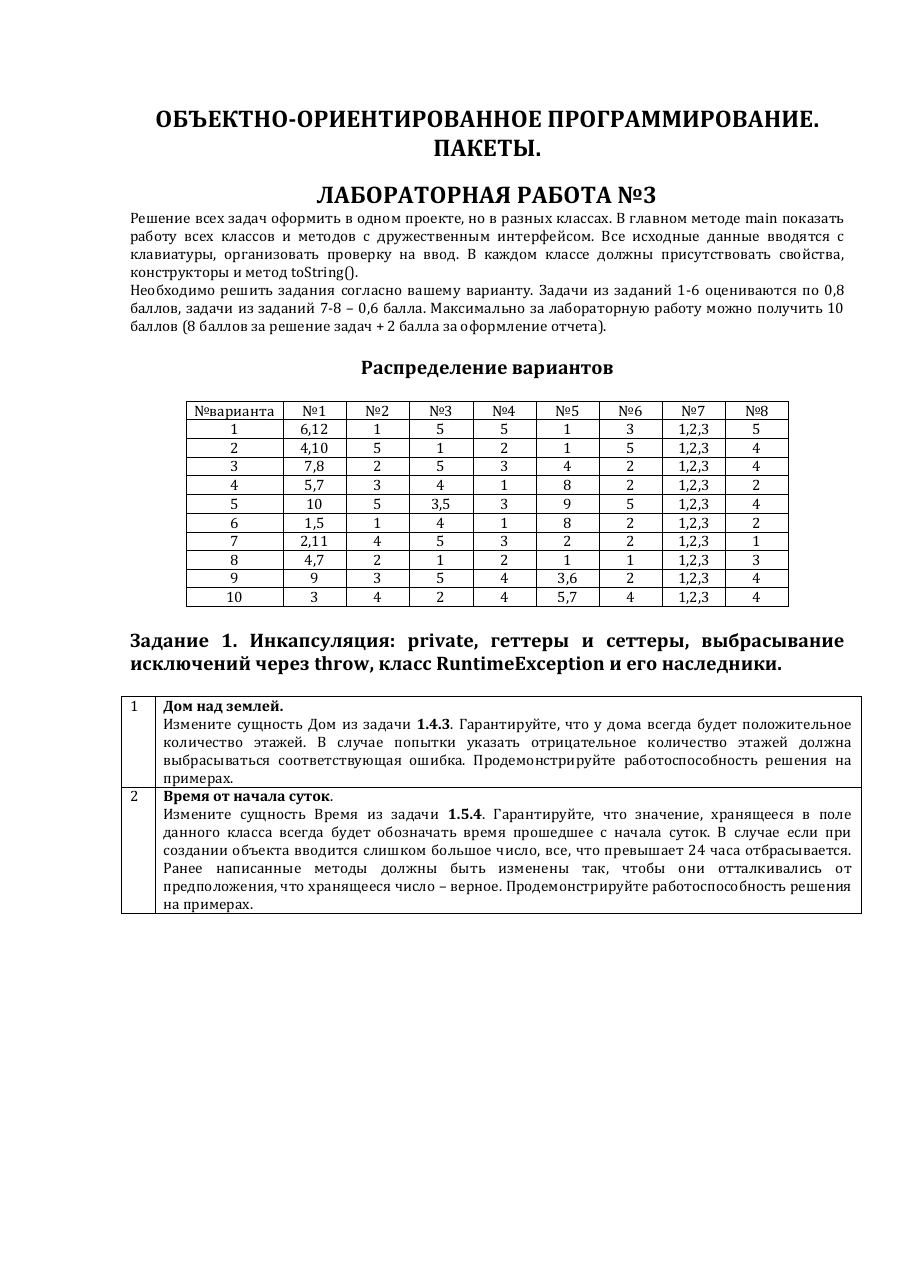 ОБЪЕКТНО-ОРИЕНТИРОВАННОЕ ПРОГРАММИРОВАНИЕ.
ПАКЕТЫ.
ЛАБОРАТОРНАЯ РАБОТА №3
Решение всех задач оформить в одном проекте, но в разных классах. В главном методе main показать
работу всех классов и методов с дружественным интерфейсом. Все исходные данные вводятся с
клавиатуры, организовать проверку на ввод. В каждом классе должны присутствовать свойства,
конструкторы и метод toString().
Необходимо решить задания согласно вашему варианту. Задачи из заданий 1-6 оцениваются по 0,8
баллов, задачи из заданий 7-8 – 0,6 балла. Максимально за лабораторную работу можно получить 10
баллов (8 баллов за решение задач + 2 балла за оформление отчета).
Распределение вариантов
№варианта №1 №2 №3 №4 №5 №6 №7 №8
1 6,12 1 5 5 1 3 1,2,3 5
2 4,10 5 1 2 1 5 1,2,3 4
3 7,8 2 5 3 4 2 1,2,3 4
4 5,7 3 4 1 8 2 1,2,3 2
5 10 5 3,5 3 9 5 1,2,3 4
6 1,5 1 4 1 8 2 1,2,3 2
7 2,11 4 5 3 2 2 1,2,3 1
8 4,7 2 1 2 1 1 1,2,3 3
9 9 3 5 4 3,6 2 1,2,3 4
10 3 4 2 4 5,7 4 1,2,3 4
Задание 1. Инкапсуляция: private, геттеры и сеттеры, выбрасывание
исключений через throw, класс RuntimeException и его наследники.
1 Дом над землей.
Измените сущность Дом из задачи 1.4.3. Гарантируйте, что у дома всегда будет положительное
количество этажей. В случае попытки указать отрицательное количество этажей должна
выбрасываться соответствующая ошибка. Продемонстрируйте работоспособность решения на
примерах.
2 Время от начала суток.
Измените сущность Время из задачи 1.5.4. Гарантируйте, что значение, хранящееся в поле
данного класса всегда будет обозначать время прошедшее с начала суток. В случае если при
создании объекта вводится слишком большое число, все, что превышает 24 часа отбрасывается.
Ранее написанные методы должны быть изменены так, чтобы они отталкивались от
предположения, что хранящееся число – верное. Продемонстрируйте работоспособность решения
на примерах.